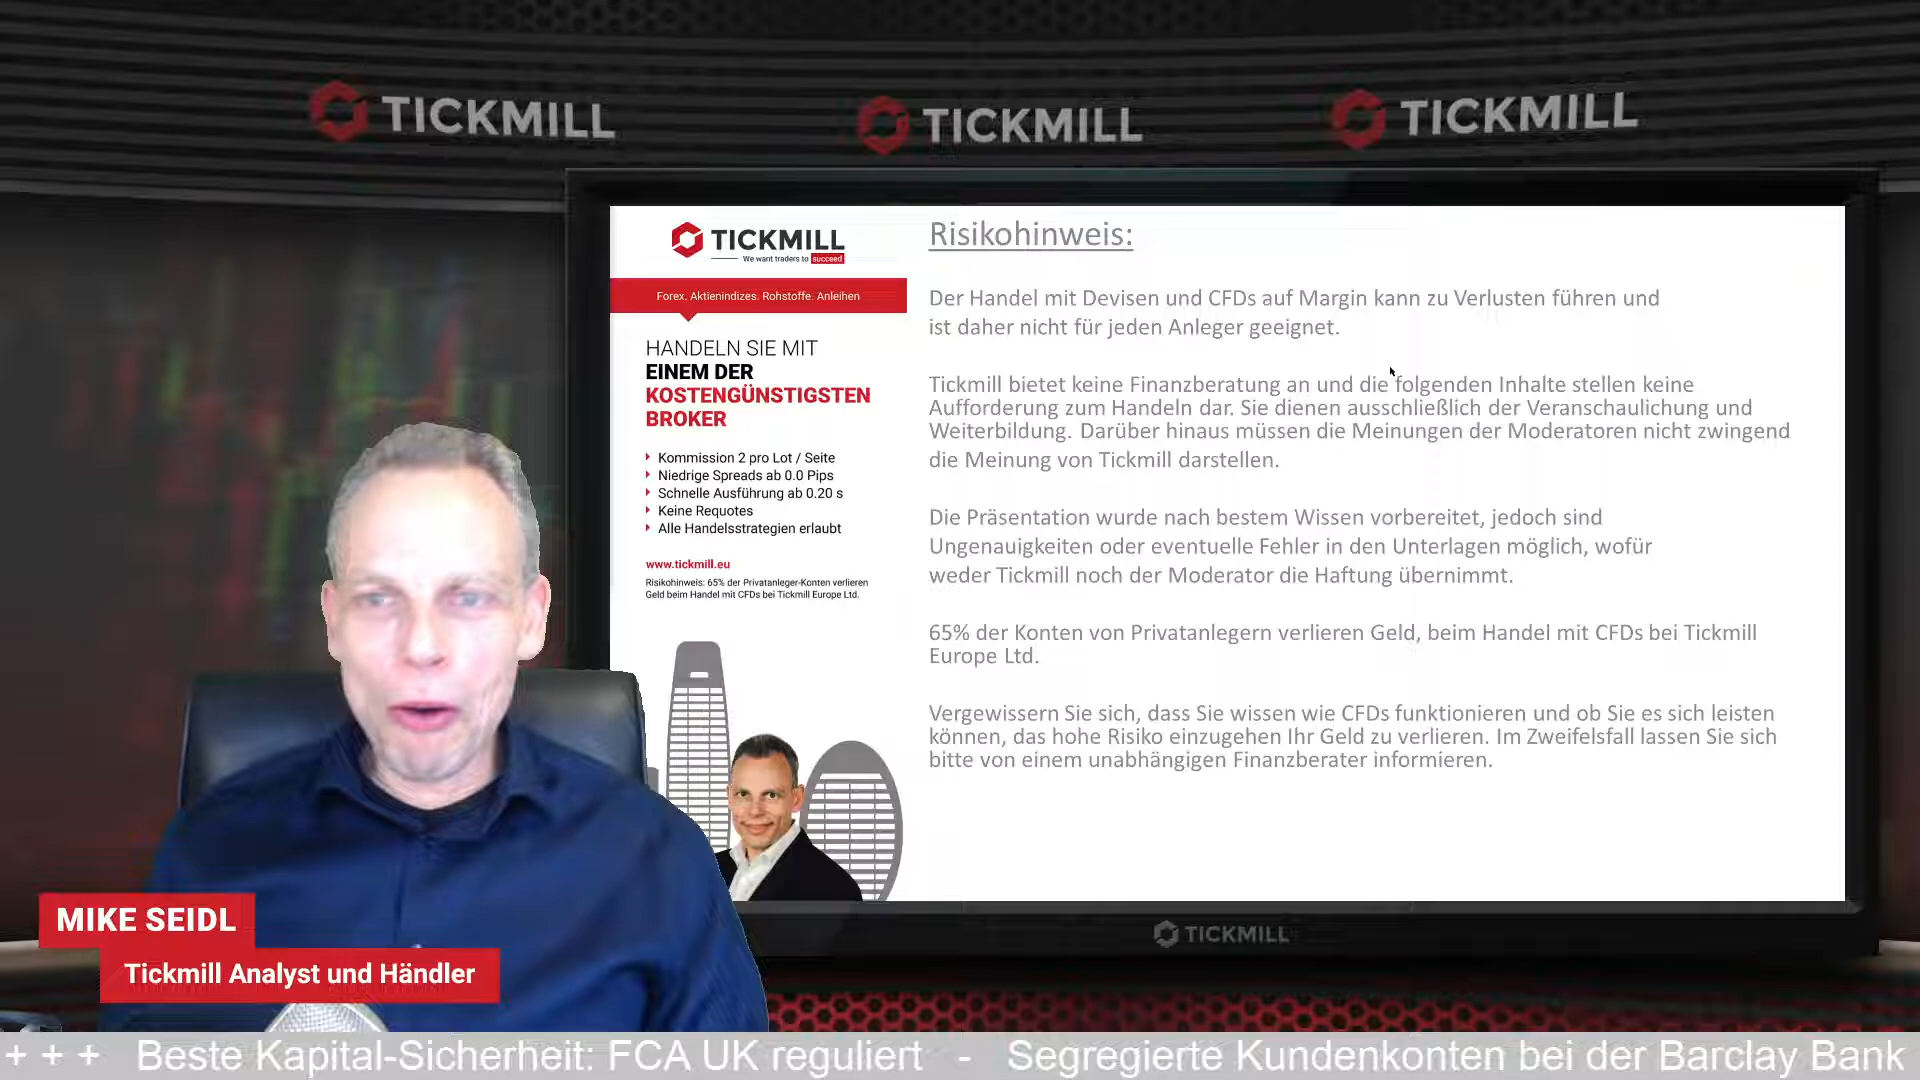 TICKMILL
TICKMILL
TICKMILL
TICKMILL
We want traders to succeed
Forex. Aktienindizes. Rohstoffe. Anleihen
HANDELN SIE MIT
EINEM DER
KOSTENGÜNSTIGSTEN
BROKER
Kommission 2 pro Lot / Seite
Niedrige Spreads ab 0.0 Pips
Schnelle Ausführung ab 0.20 s
Keine Requotes
Alle Handelsstrategien erlaubt
www.tickmill.eu
Risikohinweis: 65% der Privatanleger-Konten verlieren
Geld beim Handel mit CFDs bei Tickmill Europe Ltd.
Risikohinweis:
Der Handel mit Devisen und CFDs auf Margin kann zu Verlusten führen und
ist daher nicht für jeden Anleger geeignet.
Tickmill bietet keine Finanzberatung an und die folgenden Inhalte stellen keine
Aufforderung zum Handeln dar. Sie dienen ausschließlich der Veranschaulichung und
Weiterbildung. Darüber hinaus müssen die Meinungen der Moderatoren nicht zwingend
die Meinung von Tickmill darstellen.
Die Präsentation wurde nach bestem Wissen vorbereitet, jedoch sind
Ungenauigkeiten oder eventuelle Fehler in den Unterlagen möglich, wofür
weder Tickmill noch der Moderator die Haftung übernimmt.
65% der Konten von Privatanlegern verlieren Geld, beim Handel mit CFDs bei Tickmill
Europe Ltd.
Vergewissern Sie sich, dass Sie wissen wie CFDs funktionieren und ob Sie es sich leisten
können, das hohe Risiko einzugehen Ihr Geld zu verlieren. Im Zweifelsfall lassen Sie sich
bitte von einem unabhängigen Finanzberater informieren.
TICKMILL
MIKE SEIDL
Tickmill Analyst und Händler
+ + + Beste Kapital-Sicherheit: FCA UK reguliert - Segregierte Kundenkonten bei der Barclay Bank